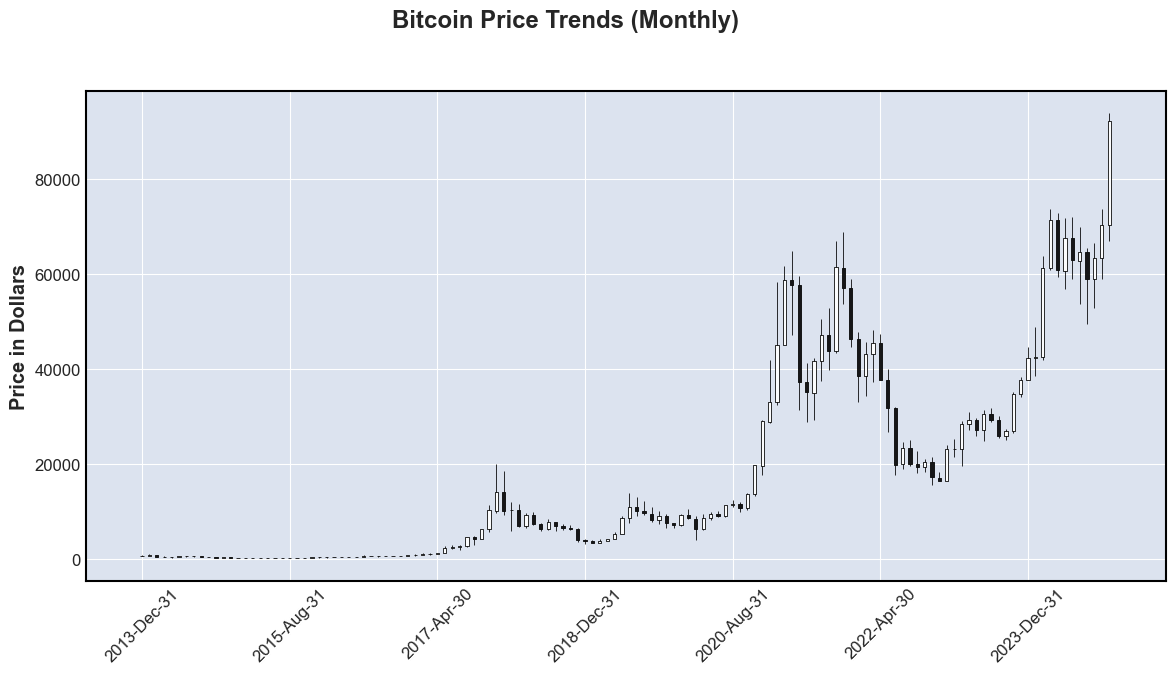 Bitcoin Price Trends (Monthly)
Price in Dollars
80000
60000
40000
20000
0
2013-Dec-31
2015-Aug-31
2017-Apr-30
2018-Dec-31
2020-Aug-31
2022-Apr-30
2023-Dec-31